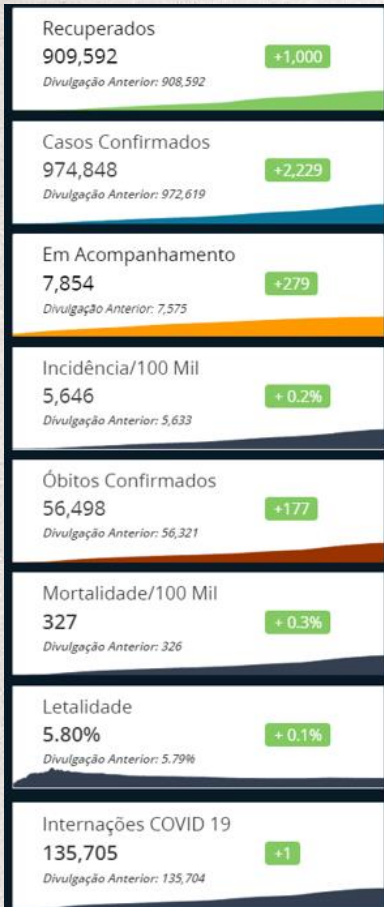 Recuperados
909,592
+1,000
Divulgação Anterior: 908,592
Casos Confirmados
974,848
+2,229
Divulgação Anterior: 972,619
Em Acompanhamento
7,854
+279
Divulgação Anterior: 7,575
Incidência/100 Mil
5,646
+ 0.2%
Divulgação Anterior: 5,633
Óbitos Confirmados
56,498
+177
Divulgação Anterior: 56,321
Mortalidade/100 Mil
327
+ 0.3%
Divulgação Anterior: 326
Letalidade
5.80%
+ 0.1%
Divulgação Anterior: 5.79%
Internações COVID 19
135,705
+1
Divulgação Anterior: 135,704